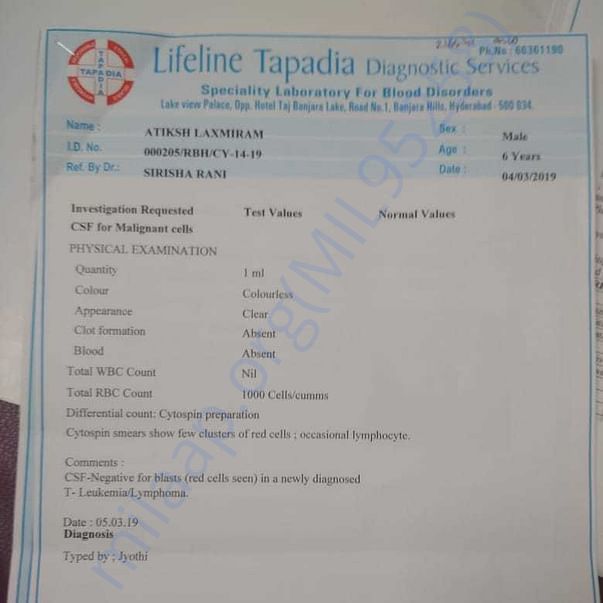 TAPADIA
TAPADIA
Ph.No : 66361190
Lifeline Tapadia Diagnostic Services
Speciality Laboratory For Blood Disorders
Lake view Palace, Opp. Hotel Taj Banjara Lake, Road No.1, Banjara Hills, Hyderabad - 500 034.
Name : ATIKSH LAXMIRAM Sex : Male
I.D. No. 000205/RBH/CY-14-19 Age : 6 Years
Ref. By Dr.: SIRISHA RANI Date : 04/03/2019
Investigation Requested Test Values Normal Values
CSF for Malignant cells
PHYSICAL EXAMINATION
Quantity 1 ml
Colour Colourless
Appearance Clear
Clot formation Absent
Blood Absent
Total WBC Count Nil
Total RBC Count 1000 Cells/cumms
Differential count: Cytospin preparation
Cytospin smears show few clusters of red cells ; occasional lymphocyte.
Comments :
CSF-Negative for blasts (red cells seen) in a newly diagnosed
T- Leukemia/Lymphoma.
Date : 05.03.19
Diagnosis
Typed by ; Jyothi